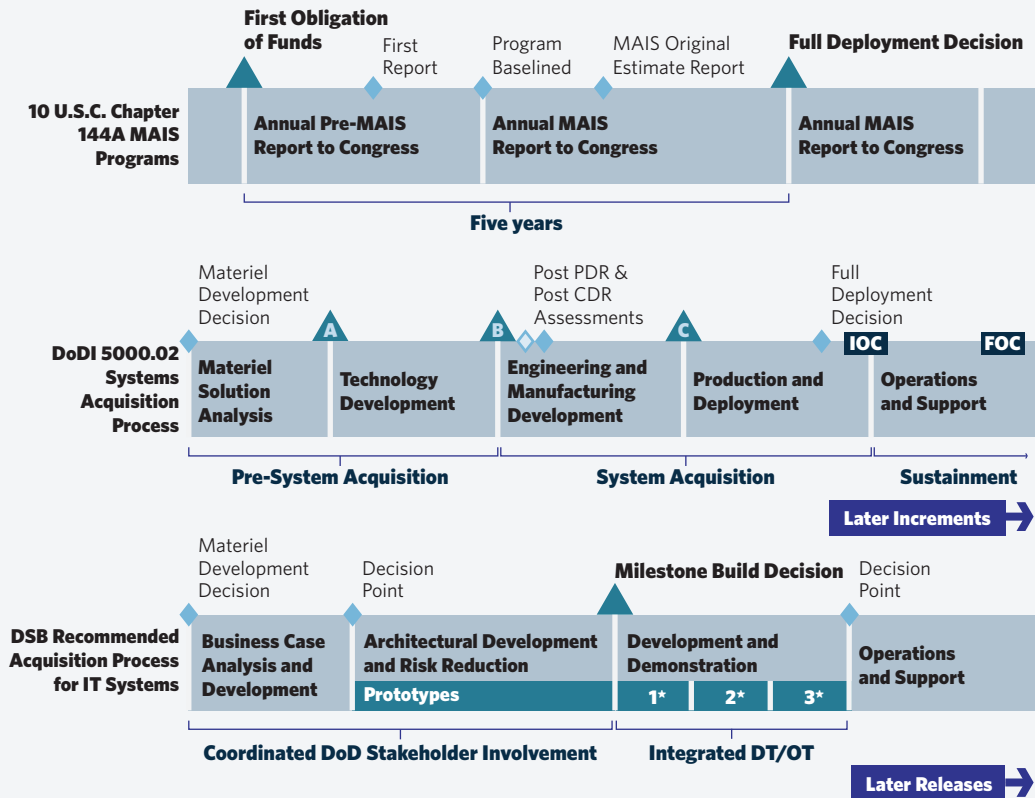 First Obligation
of Funds
First
Report
Program
Baselined
MAIS Original
Estimate Report
Full Deployment Decision
10 U.S.C. Chapter
144A MAIS
Programs
Annual Pre-MAIS
Report to Congress
Annual MAIS
Report to Congress
Annual MAIS
Report to Congress
Five years
Materiel
Development
Decision
A
B
Post PDR &
Post CDR
Assessments
C
Full
Deployment
Decision
IOC
FOC
DoDI 5000.02
Systems
Acquisition
Process
Materiel
Solution
Analysis
Technology
Development
Engineering and
Manufacturing
Development
Production and
Deployment
Operations
and Support
Pre-System Acquisition
System Acquisition
Sustainment
Later Increments
Materiel
Development
Decision
Decision
Point
Milestone Build Decision
Decision
Point
DSB Recommended
Acquisition Process
for IT Systems
Business Case
Analysis and
Development
Architectural Development
and Risk Reduction
Prototypes
Development and
Demonstration
1*
2*
3*
Operations
and Support
Coordinated DoD Stakeholder Involvement
Integrated DT/OT
Later Releases